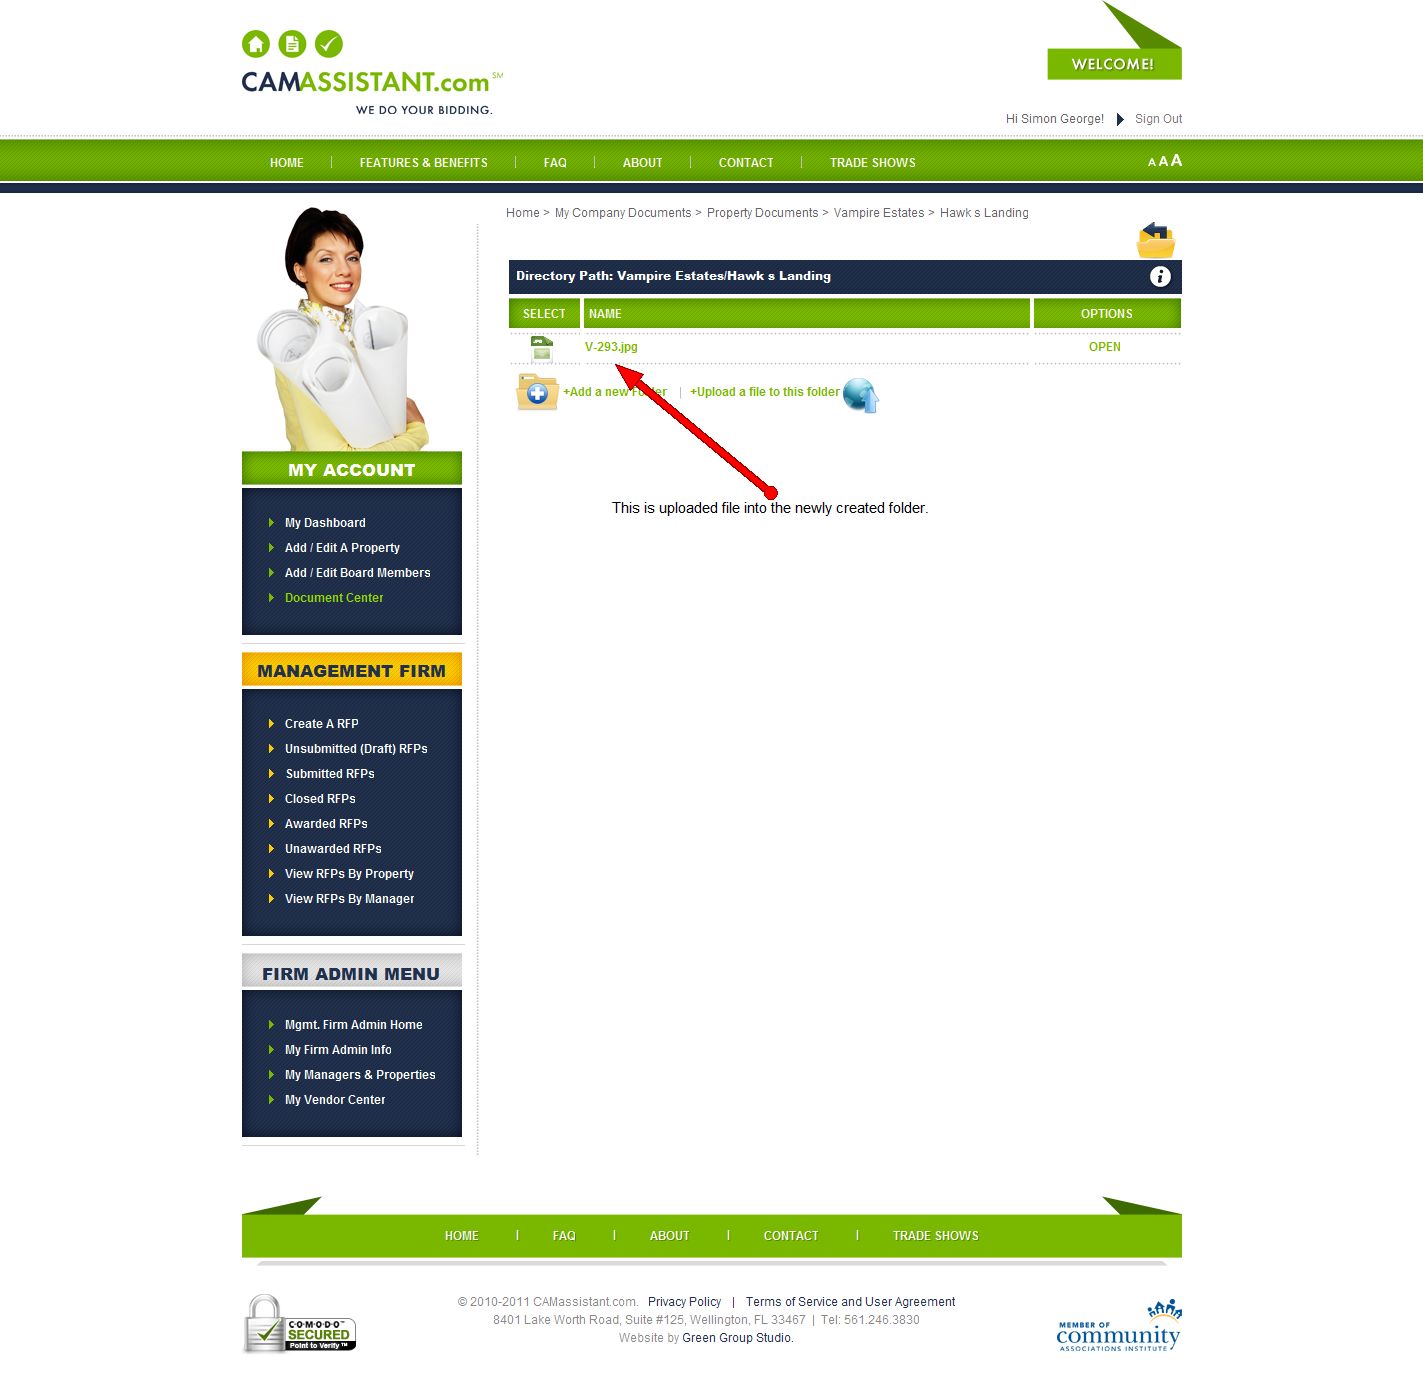 CAMASSISTANT.com SM
WE DO YOUR BIDDING.
WELCOME!
Hi Simon George! Sign Out
HOME FEATURES & BENEFITS FAQ ABOUT CONTACT TRADE SHOWS
A A A
Home > My Company Documents > Property Documents > Vampire Estates > Hawk s Landing
Directory Path: Vampire Estates/Hawk s Landing
i
SELECT NAME OPTIONS
V-293.jpg OPEN
+Add a new Folder | +Upload a file to this folder
This is uploaded file into the newly created folder.
MY ACCOUNT
My Dashboard
Add / Edit A Property
Add / Edit Board Members
Document Center
MANAGEMENT FIRM
Create A RFP
Unsubmitted (Draft) RFPs
Submitted RFPs
Closed RFPs
Awarded RFPs
Unawarded RFPs
View RFPs By Property
View RFPs By Manager
FIRM ADMIN MENU
Mgmt. Firm Admin Home
My Firm Admin Info
My Managers & Properties
My Vendor Center
HOME | FAQ | ABOUT | CONTACT | TRADE SHOWS
COMODO™
SECURED
Point to Verify™
© 2010-2011 CAMassistant.com. Privacy Policy | Terms of Service and User Agreement
8401 Lake Worth Road, Suite #125, Wellington, FL 33467 | Tel: 561.246.3830
Website by Green Group Studio.
MEMBER OF
community
ASSOCIATIONS INSTITUTE